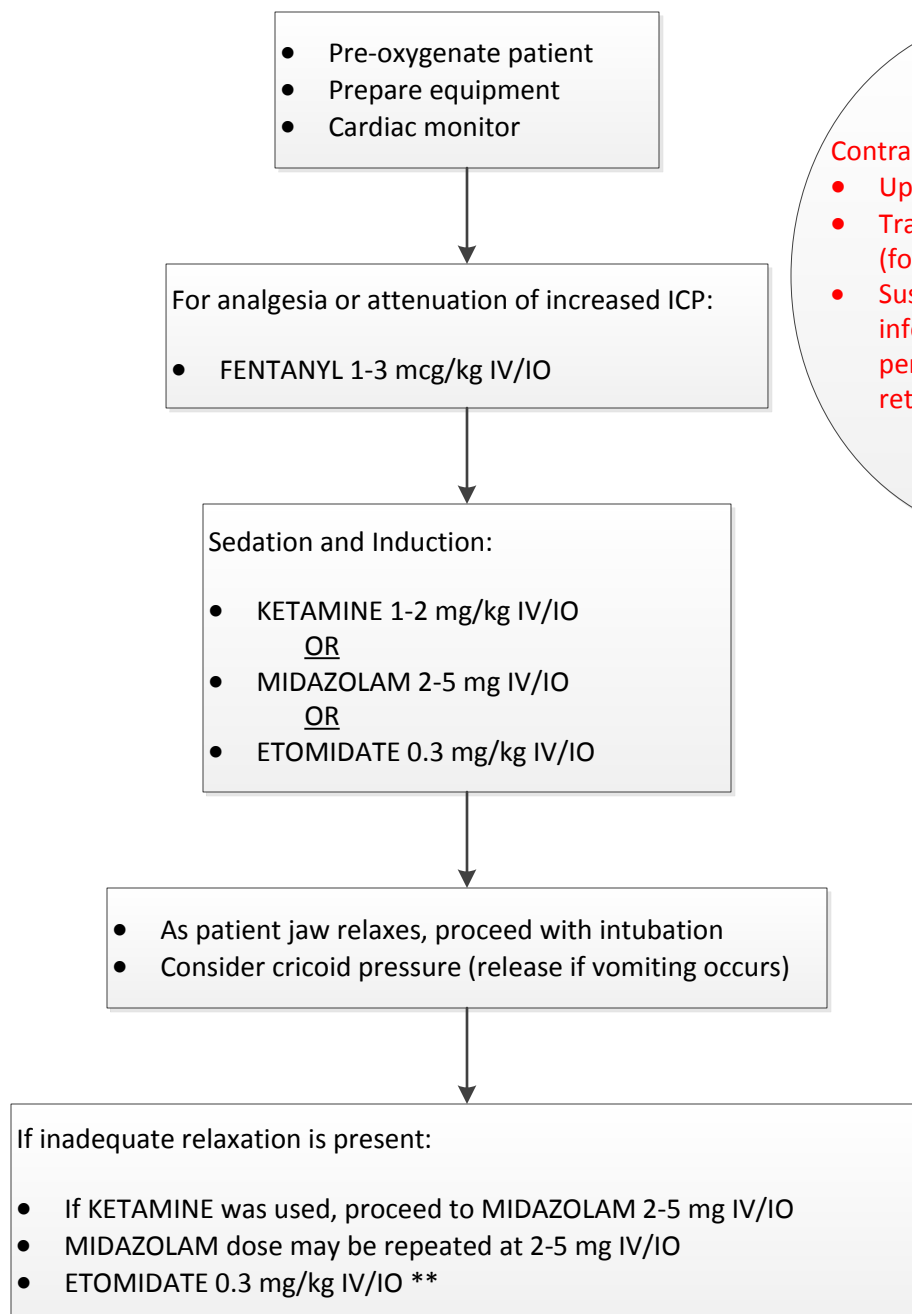 • Pre-oxygenate patient
• Prepare equipment
• Cardiac monitor
For analgesia or attenuation of increased ICP:
• FENTANYL 1-3 mcg/kg IV/IO
Sedation and Induction:
• KETAMINE 1-2 mg/kg IV/IO
OR
• MIDAZOLAM 2-5 mg IV/IO
OR
• ETOMIDATE 0.3 mg/kg IV/IO
• As patient jaw relaxes, proceed with intubation
• Consider cricoid pressure (release if vomiting occurs)
If inadequate relaxation is present:
• If KETAMINE was used, proceed to MIDAZOLAM 2-5 mg IV/IO
• MIDAZOLAM dose may be repeated at 2-5 mg IV/IO
• ETOMIDATE 0.3 mg/kg IV/IO **